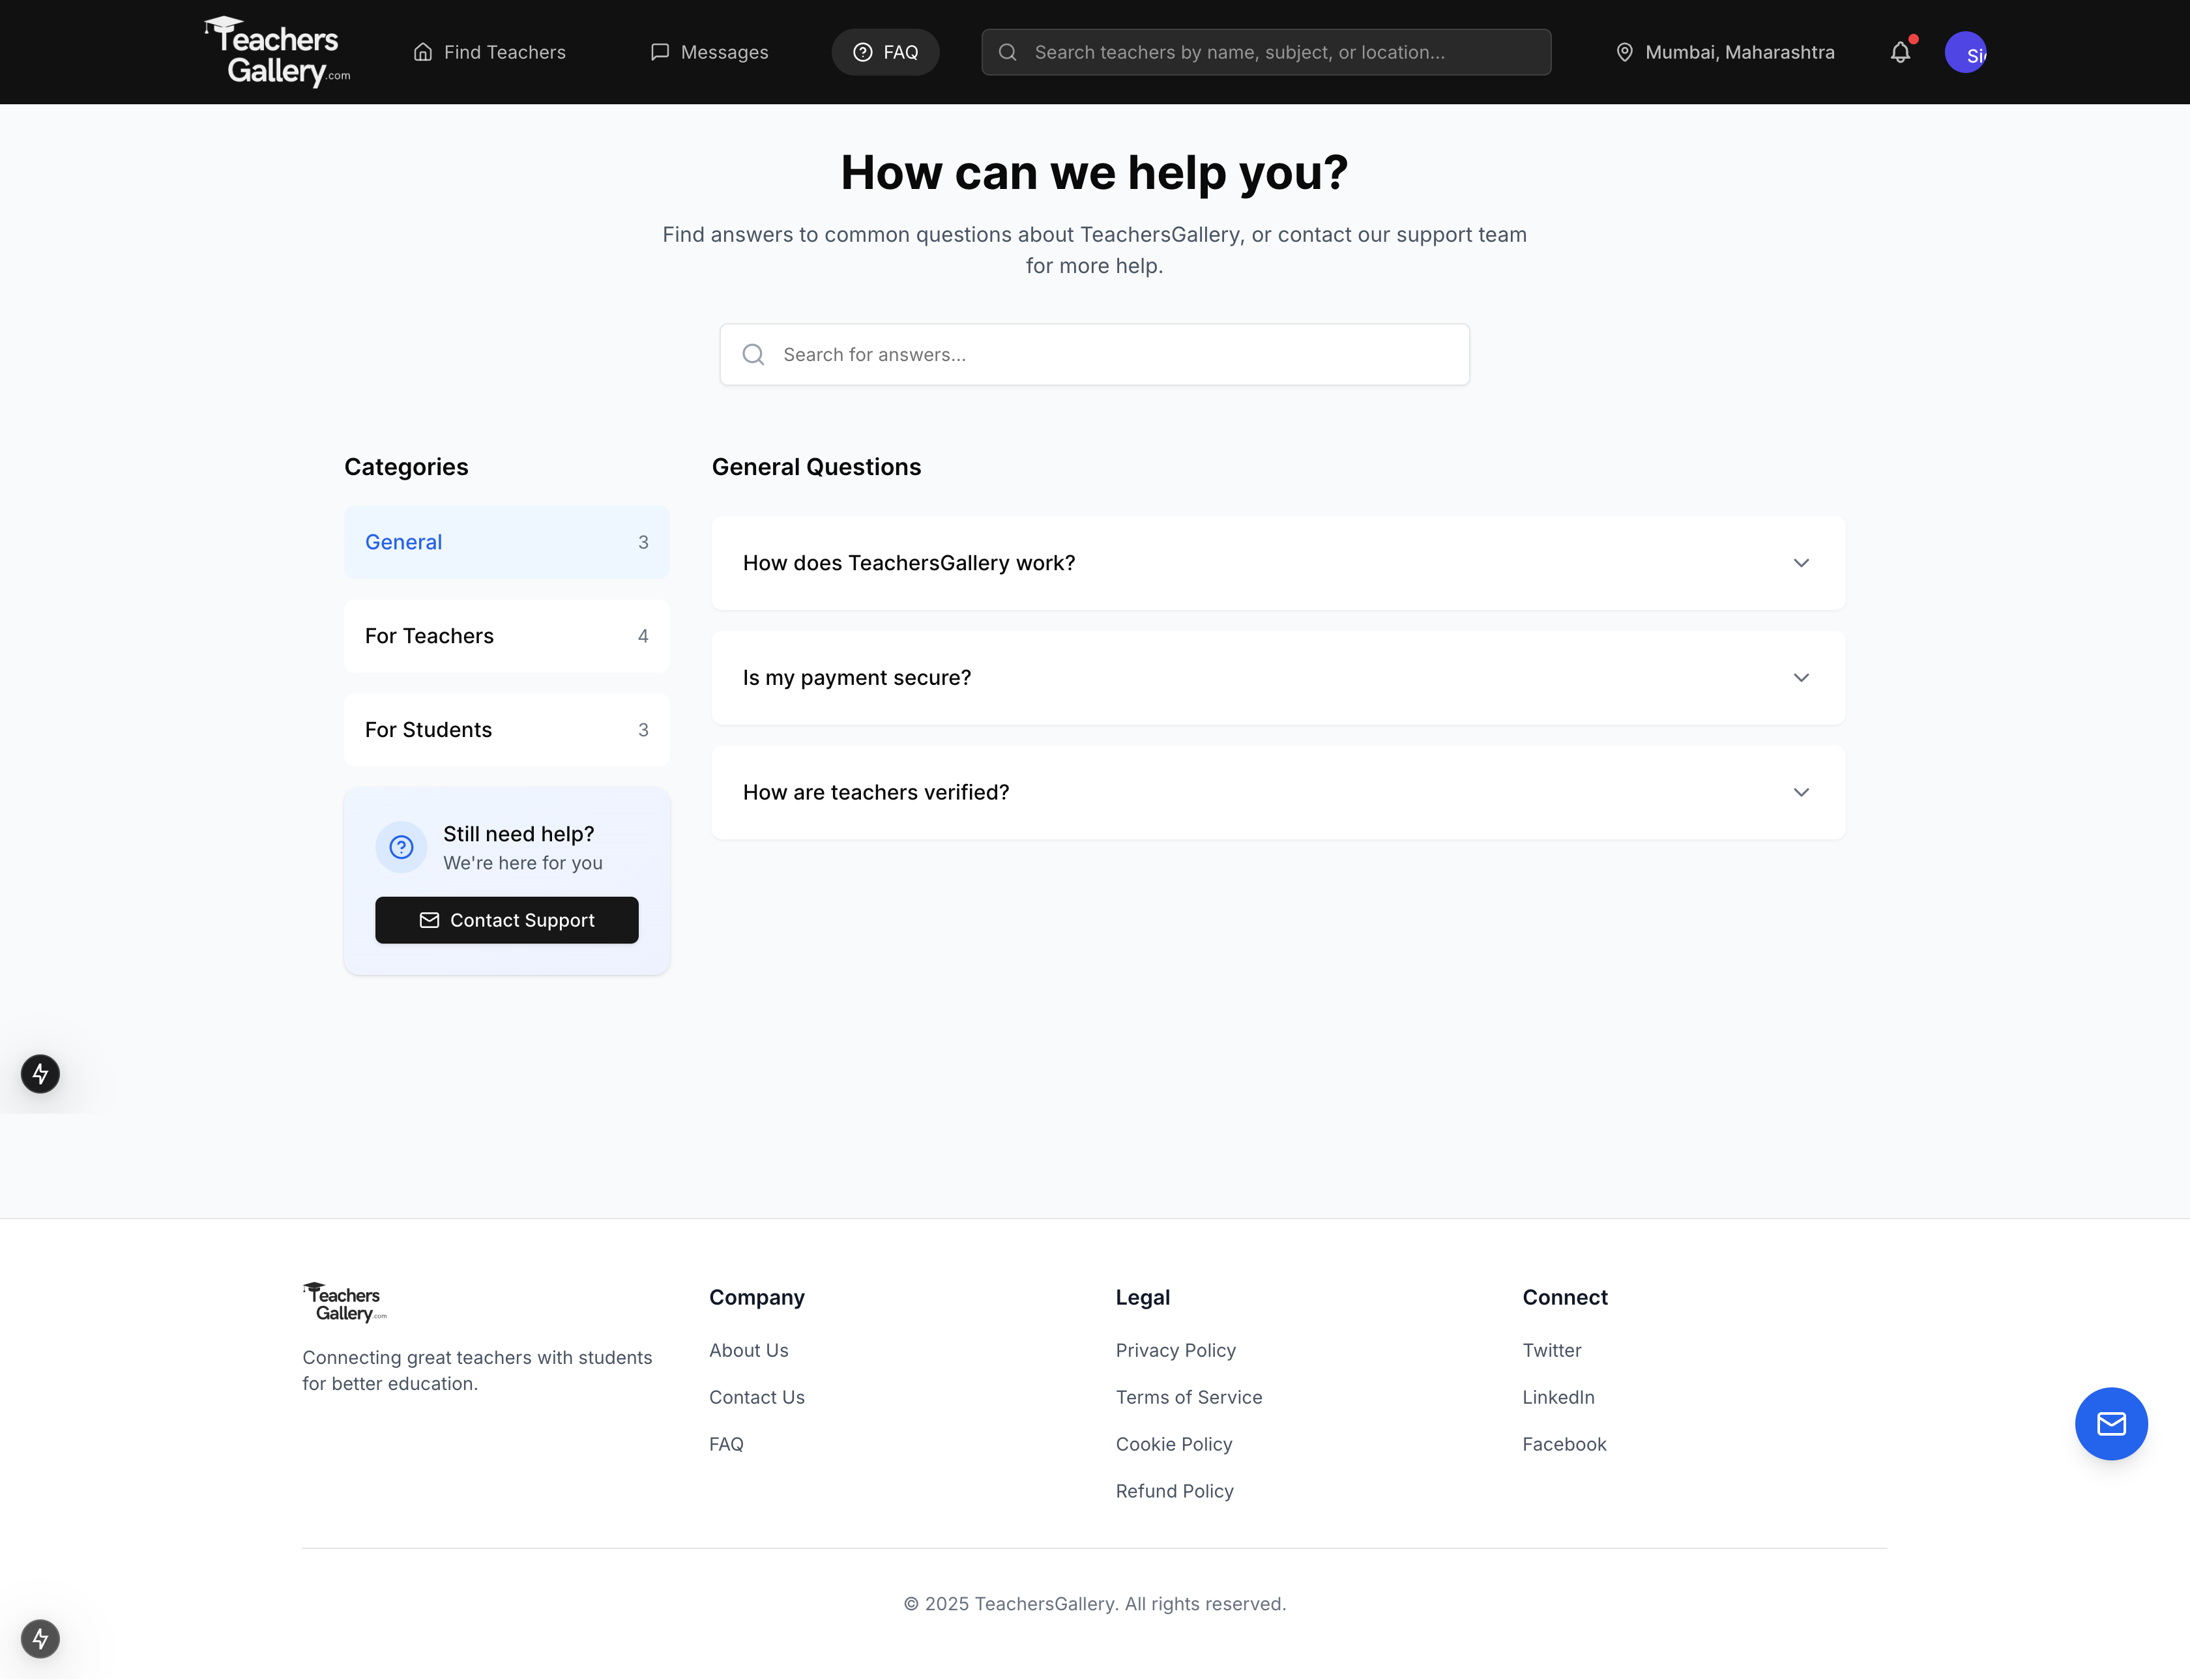 Teachers
Gallery.com
Find Teachers
Messages
FAQ
Search teachers by name, subject, or location...
Mumbai, Maharashtra
How can we help you?
Find answers to common questions about TeachersGallery, or contact our support team
for more help.
Search for answers...
Categories
General 3
For Teachers 4
For Students 3
Still need help?
We're here for you
Contact Support
General Questions
How does TeachersGallery work?
Is my payment secure?
How are teachers verified?
Teachers
Gallery.com
Connecting great teachers with students
for better education.
Company
About Us
Contact Us
FAQ
Legal
Privacy Policy
Terms of Service
Cookie Policy
Refund Policy
Connect
Twitter
LinkedIn
Facebook
© 2025 TeachersGallery. All rights reserved.